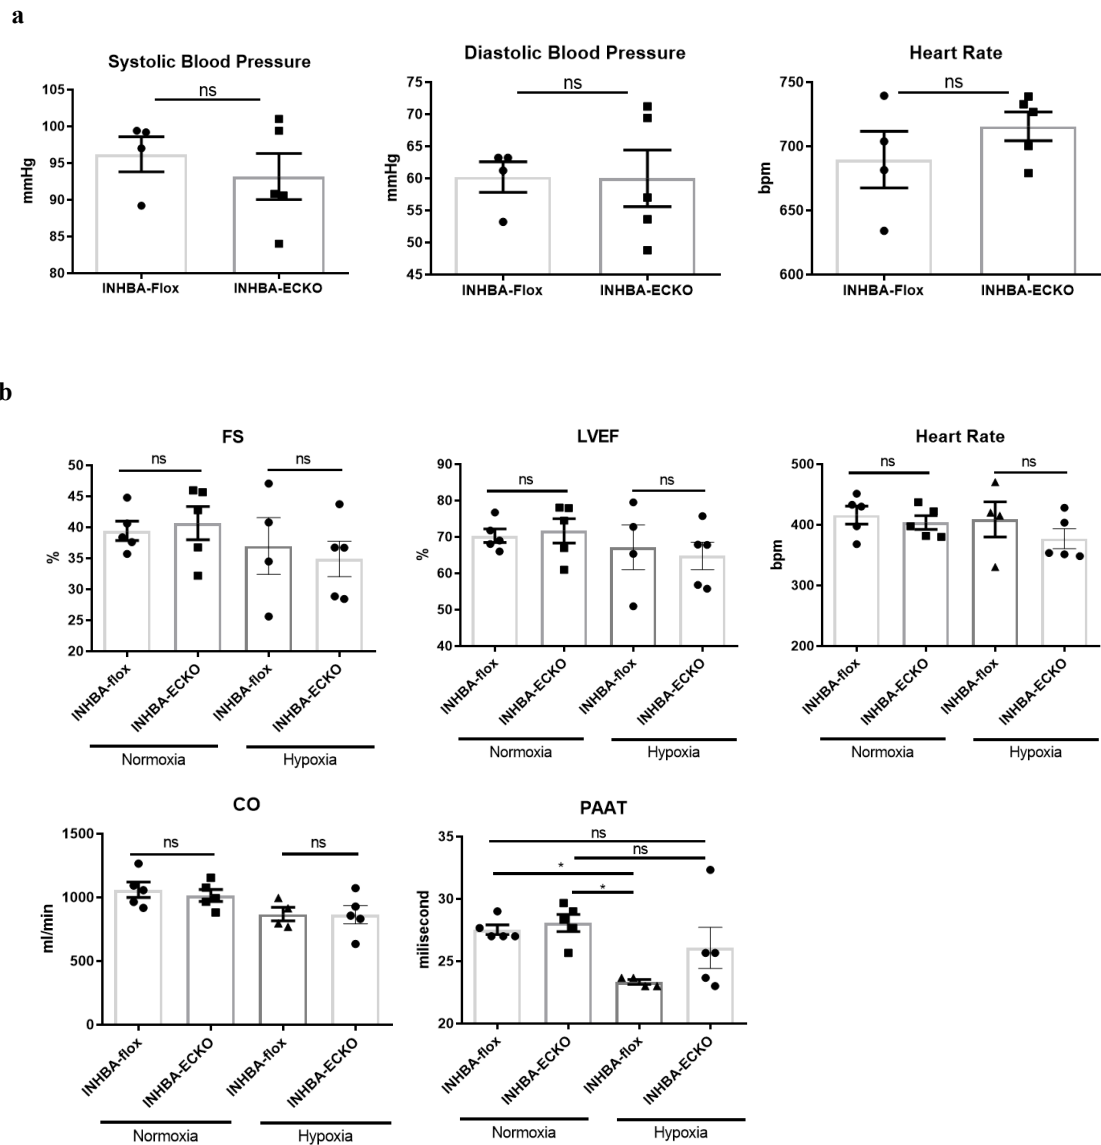 a
Systolic Blood Pressure
Diastolic Blood Pressure
Heart Rate
mmHg
105
100
95
90
85
80
ns
INHBA-Flox
INHBA-ECKO
mmHg
75
70
65
60
55
50
45
ns
INHBA-Flox
INHBA-ECKO
bpm
750
700
650
600
ns
INHBA-Flox
INHBA-ECKO
b
FS
%
50
45
40
35
30
25
20
ns
ns
INHBA-flox
INHBA-ECKO
INHBA-flox
INHBA-ECKO
Normoxia
Hypoxia
LVEF
%
90
80
70
60
50
40
ns
ns
INHBA-flox
INHBA-ECKO
INHBA-flox
INHBA-ECKO
Normoxia
Hypoxia
Heart Rate
bpm
500
400
300
200
ns
ns
INHBA-flox
INHBA-ECKO
INHBA-flox
INHBA-ECKO
Normoxia
Hypoxia
CO
ml/min
1500
1000
500
0
ns
ns
INHBA-flox
INHBA-ECKO
INHBA-flox
INHBA-ECKO
Normoxia
Hypoxia
PAAT
milisecond
35
30
25
20
ns
ns
*
*
INHBA-flox
INHBA-ECKO
INHBA-flox
INHBA-ECKO
Normoxia
Hypoxia